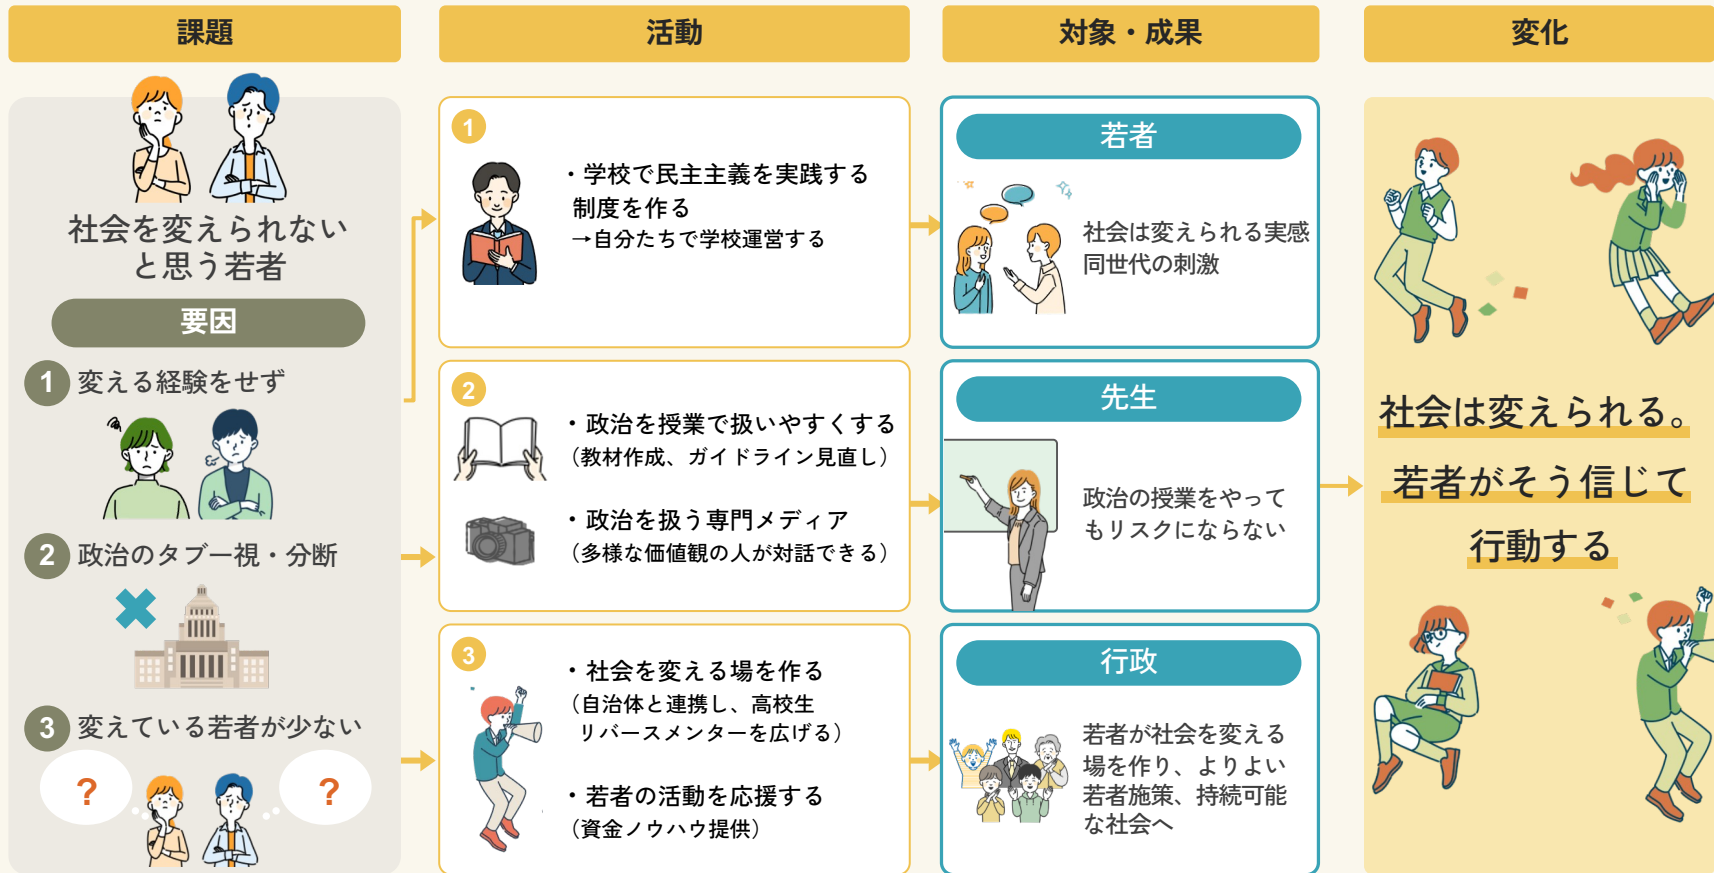 課題
社会を変えられない
と思う若者
要因
1 変える経験をせず
2 政治のタブー視・分断
3 変えている若者が少ない
? ?
活動
1
・学校で民主主義を実践する
制度を作る
→自分たちで学校運営する
2
・政治を授業で扱いやすくする
（教材作成、ガイドライン見直し）
・政治を扱う専門メディア
（多様な価値観の人が対話できる）
3
・社会を変える場を作る
（自治体と連携し、高校生
リバースメンターを広げる）
・若者の活動を応援する
（資金ノウハウ提供）
対象・成果
若者
社会は変えられる実感
同世代の刺激
先生
政治の授業をやって
もリスクにならない
行政
若者が社会を変える
場を作り、よりよい
若者施策、持続可能
な社会へ
変化
社会は変えられる。
若者がそう信じて
行動する